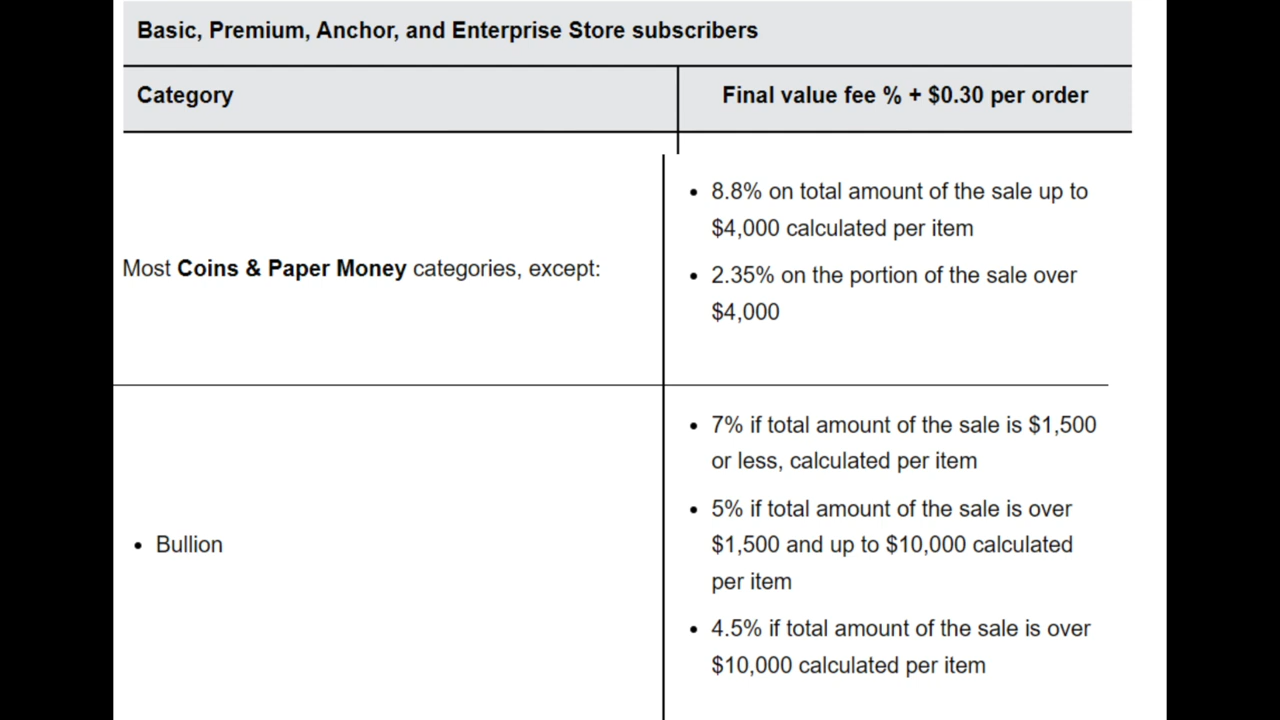 Basic, Premium, Anchor, and Enterprise Store subscribers
Category
Final value fee % + $0.30 per order
Most Coins & Paper Money categories, except:
• 8.8% on total amount of the sale up to
$4,000 calculated per item
• 2.35% on the portion of the sale over
$4,000
• Bullion
• 7% if total amount of the sale is $1,500
or less, calculated per item
• 5% if total amount of the sale is over
$1,500 and up to $10,000 calculated
per item
• 4.5% if total amount of the sale is over
$10,000 calculated per item